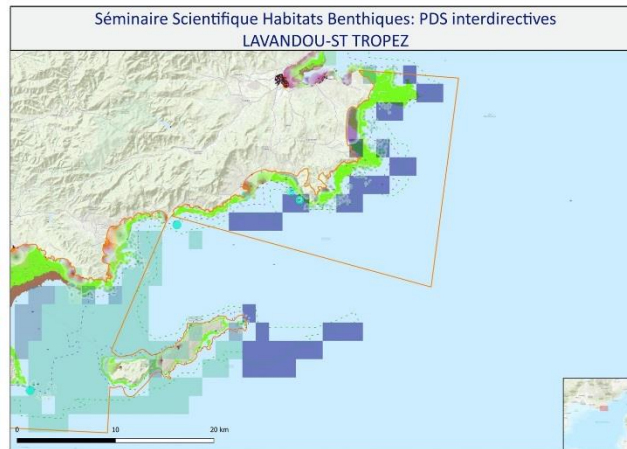 Séminaire Scientifique Habitats Benthiques: PDS interdirectives
LAVANDOU-ST TROPEZ
0
10
20 km